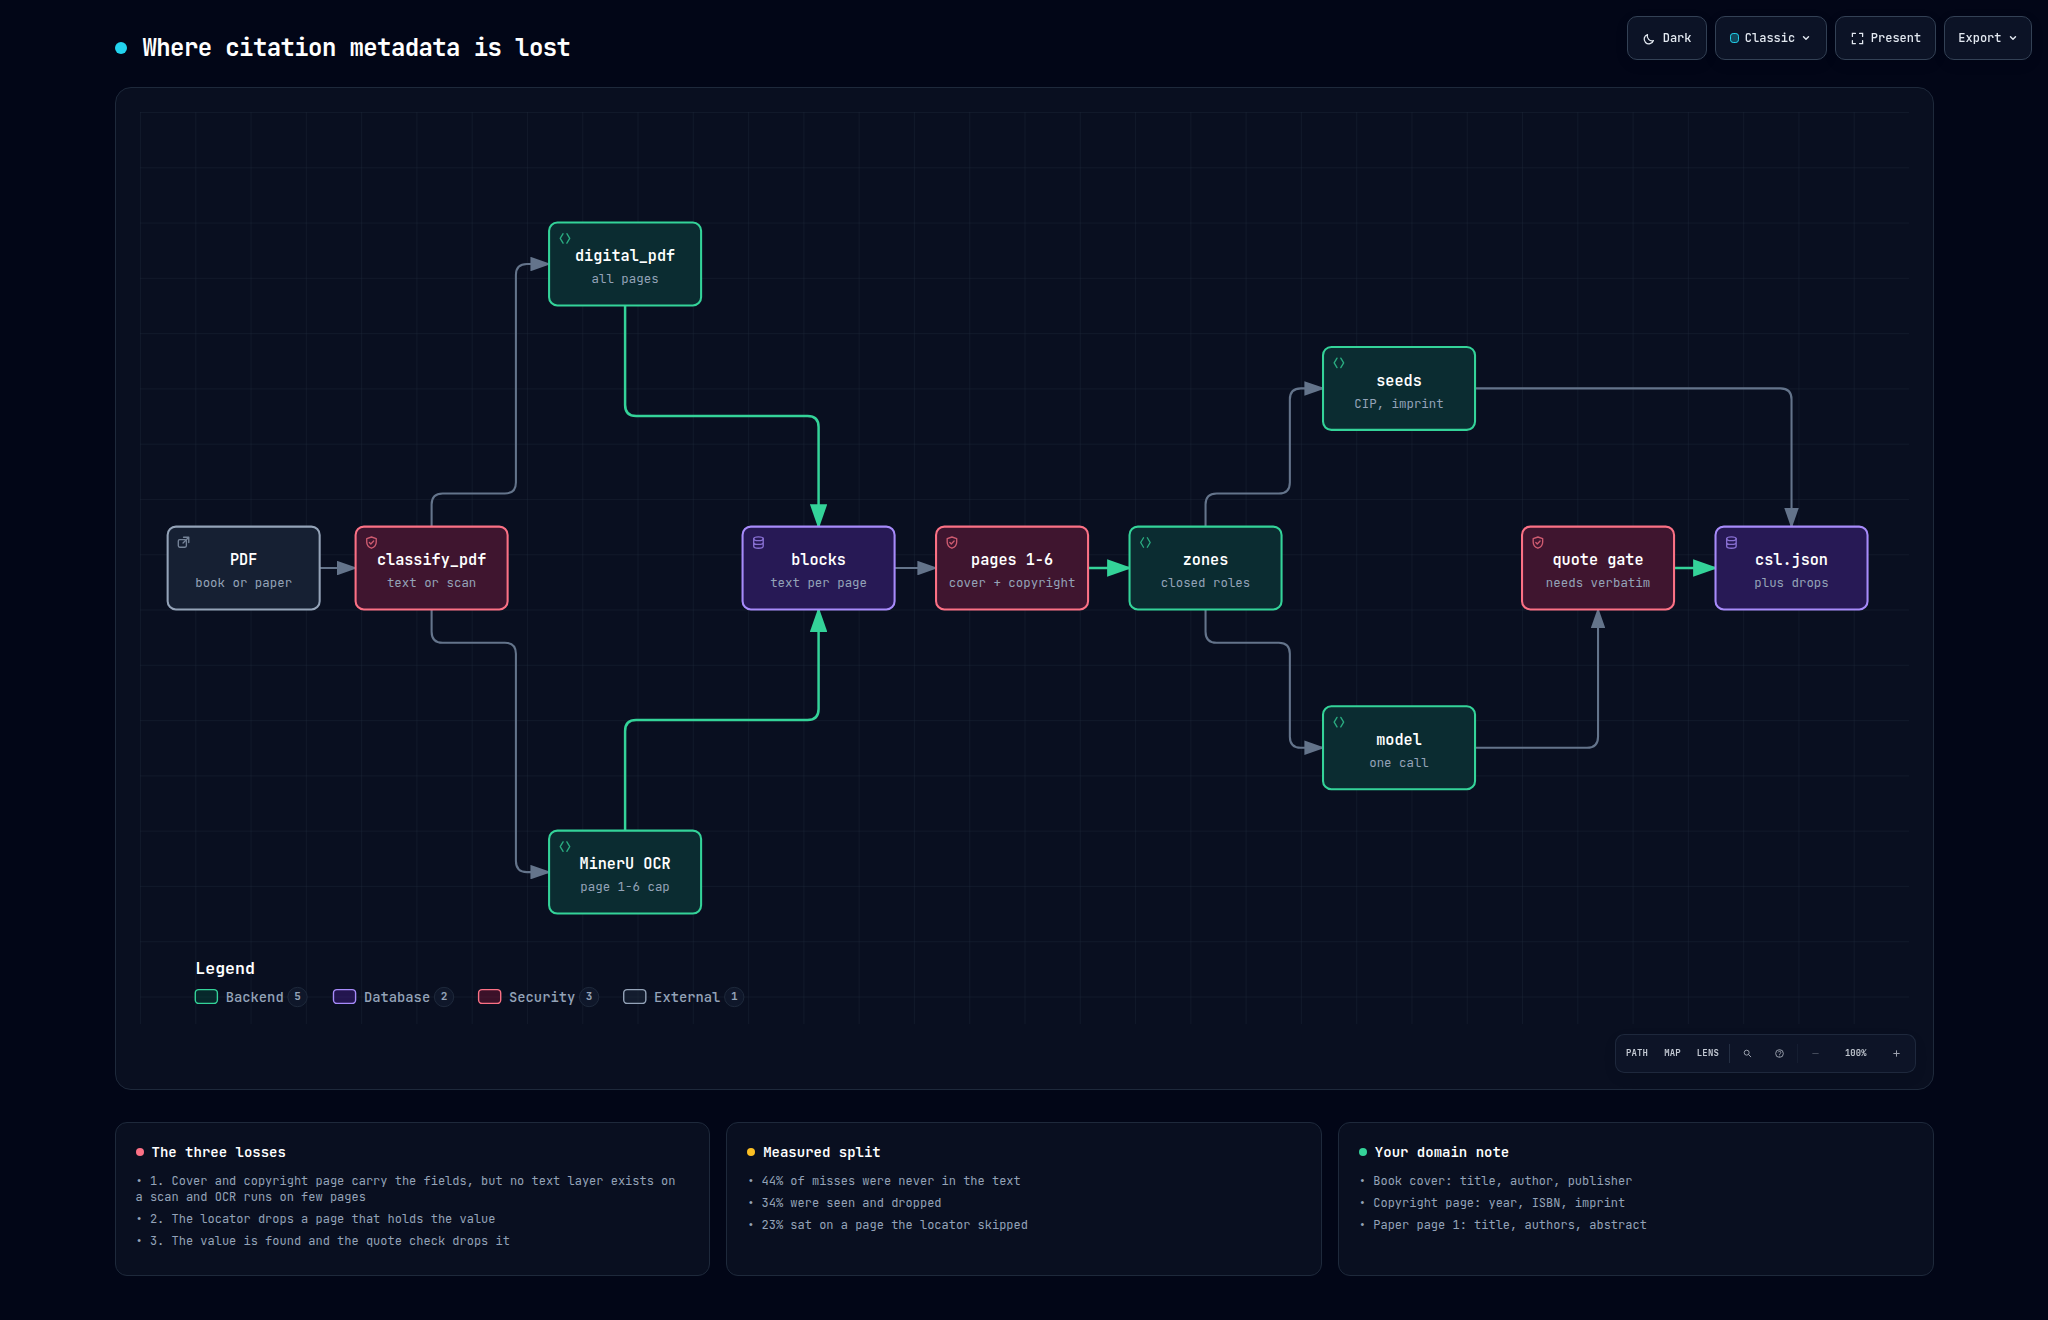 Where citation metadata is lost
Dark
Classic
Present
Export
digital_pdf
all pages
seeds
CIP, imprint
PDF
book or paper
classify_pdf
text or scan
blocks
text per page
pages 1-6
cover + copyright
zones
closed roles
quote gate
needs verbatim
csl.json
plus drops
model
one call
MinerU OCR
page 1-6 cap
Legend
Backend 5
Database 2
Security 3
External 1
PATH MAP LENS − 100% +
The three losses
• 1. Cover and copyright page carry the fields, but no text layer exists on
a scan and OCR runs on few pages
• 2. The locator drops a page that holds the value
• 3. The value is found and the quote check drops it
Measured split
• 44% of misses were never in the text
• 34% were seen and dropped
• 23% sat on a page the locator skipped
Your domain note
• Book cover: title, author, publisher
• Copyright page: year, ISBN, imprint
• Paper page 1: title, authors, abstract